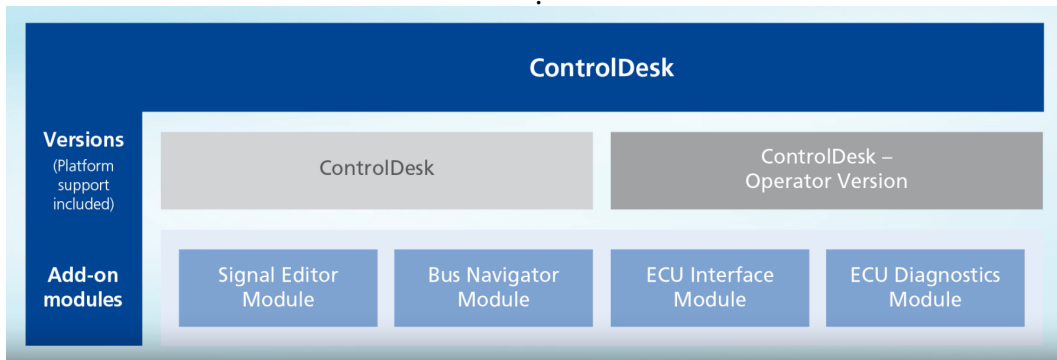 ControlDesk
Versions
(Platform
support
included)
ControlDesk
ControlDesk –
Operator Version
Add-on
modules
Signal Editor
Module
Bus Navigator
Module
ECU Interface
Module
ECU Diagnostics
Module